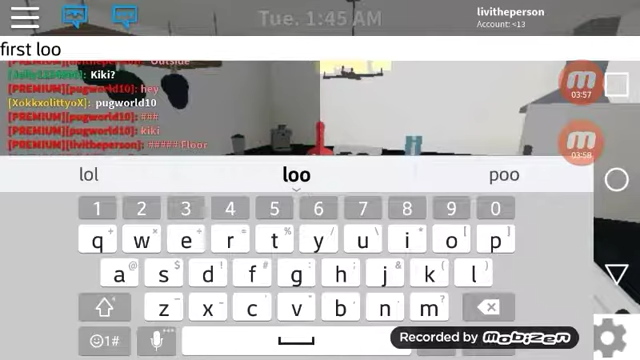 Tue. 1:45 AM
livitheperson
Account: <13
first loo
Outside
Kiki?
[PREMIUM][pugworld10]: hey
[XokkxolittyoX]: pugworld10
[PREMIUM][pugworld10]: ###
[PREMIUM][pugworld10]: kiki
[PREMIUM][livitheperson]: #####Floor
03:57
03:58
lol loo poo
1 2 3 4 5 6 7 8 9 0
q w e r t y u i o p
a s d f g h j k l
z x c v b n m
1#
Recorded by MOBIZEN